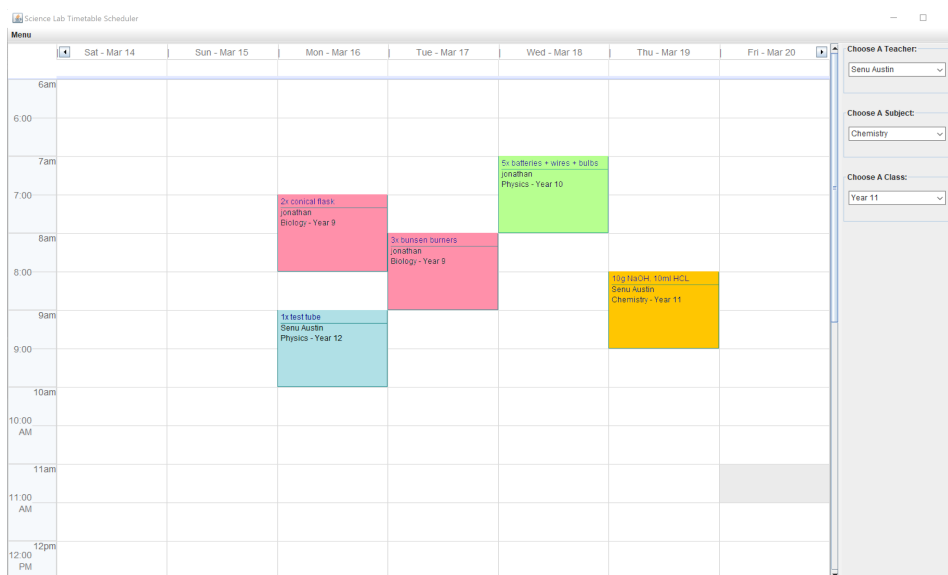 Science Lab Timetable Scheduler
Menu
Sat - Mar 14 Sun - Mar 15 Mon - Mar 16 Tue - Mar 17 Wed - Mar 18 Thu - Mar 19 Fri - Mar 20
Choose A Teacher:
Senu Austin
Choose A Subject:
Chemistry
Choose A Class:
Year 11
6am
6:00
7am
7:00
8am
8:00
9am
9:00
10am
10:00
AM
11am
11:00
AM
12pm
12:00
PM
2x conical flask
jonathan
Biology - Year 9
1x test tube
Senu Austin
Physics - Year 12
3x bunsen burners
jonathan
Biology - Year 9
5x batteries + wires + bulbs
jonathan
Physics - Year 10
10g NaOH, 10ml HCL
Senu Austin
Chemistry - Year 11